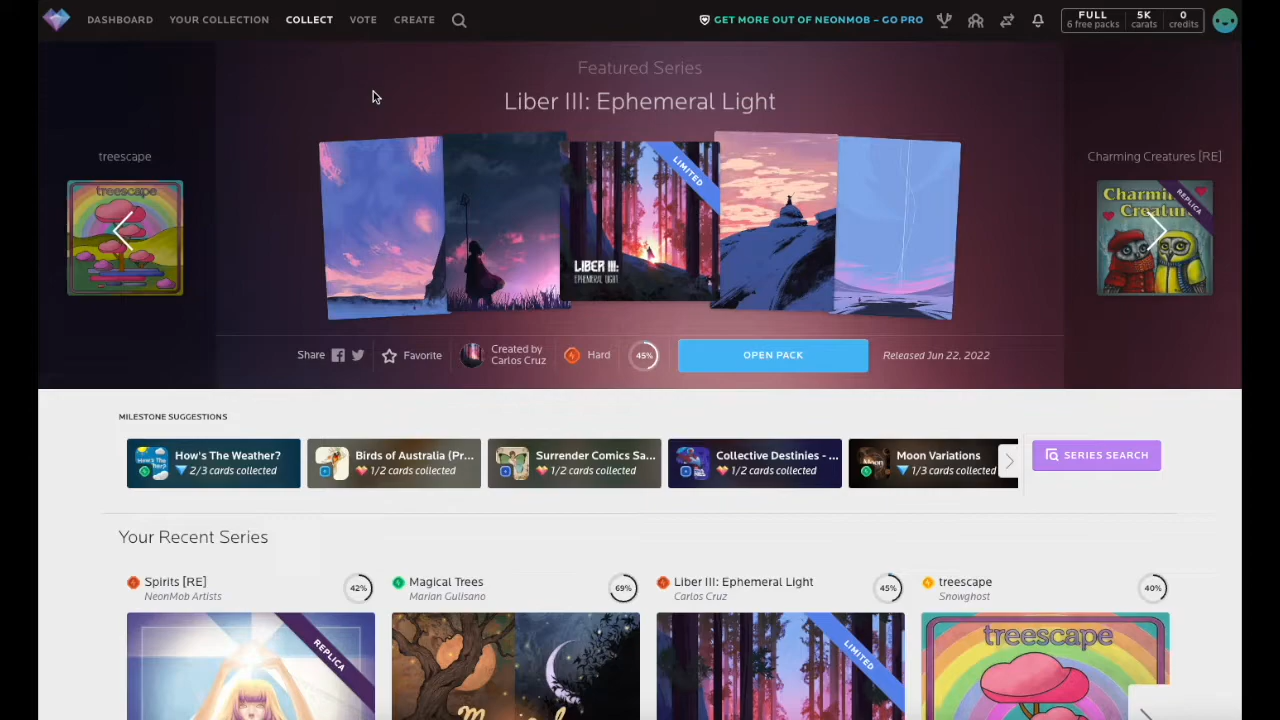 DASHBOARD YOUR COLLECTION COLLECT VOTE CREATE GET MORE OUT OF NEONMOB – GO PRO FULL 5K 0
6 free packs carats credits
Featured Series
Liber III: Ephemeral Light
treescape
Charming Creatures [RE]
treescape
LIMITED
LIBER III:
EPHEMERAL LIGHT
REPLICA
Share Favorite Created by
Carlos Cruz
Hard 45% OPEN PACK Released Jun 22, 2022
MILESTONE SUGGESTIONS
How's The Weather?
2/3 cards collected
Birds of Australia (Pr...
1/2 cards collected
Surrender Comics Sa...
1/2 cards collected
Collective Destinies - ...
1/2 cards collected
Moon Variations
1/3 cards collected
SERIES SEARCH
Your Recent Series
Spirits [RE]
NeonMob Artists
42%
Magical Trees
Marian Gulisano
69%
Liber III: Ephemeral Light
Carlos Cruz
45%
treescape
Snowghost
40%
REPLICA
LIMITED
treescape